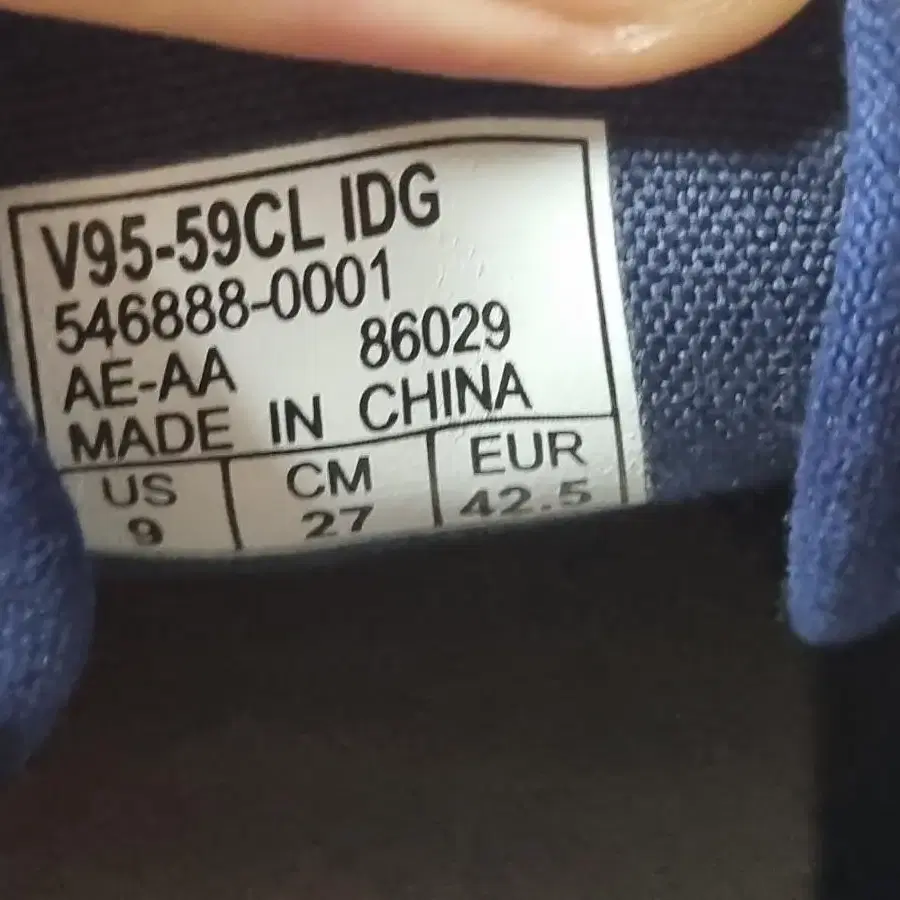 V95-59CL IDG
546888-0001
AE-AA 86029
MADE IN CHINA
US CM EUR
9 27 42.5